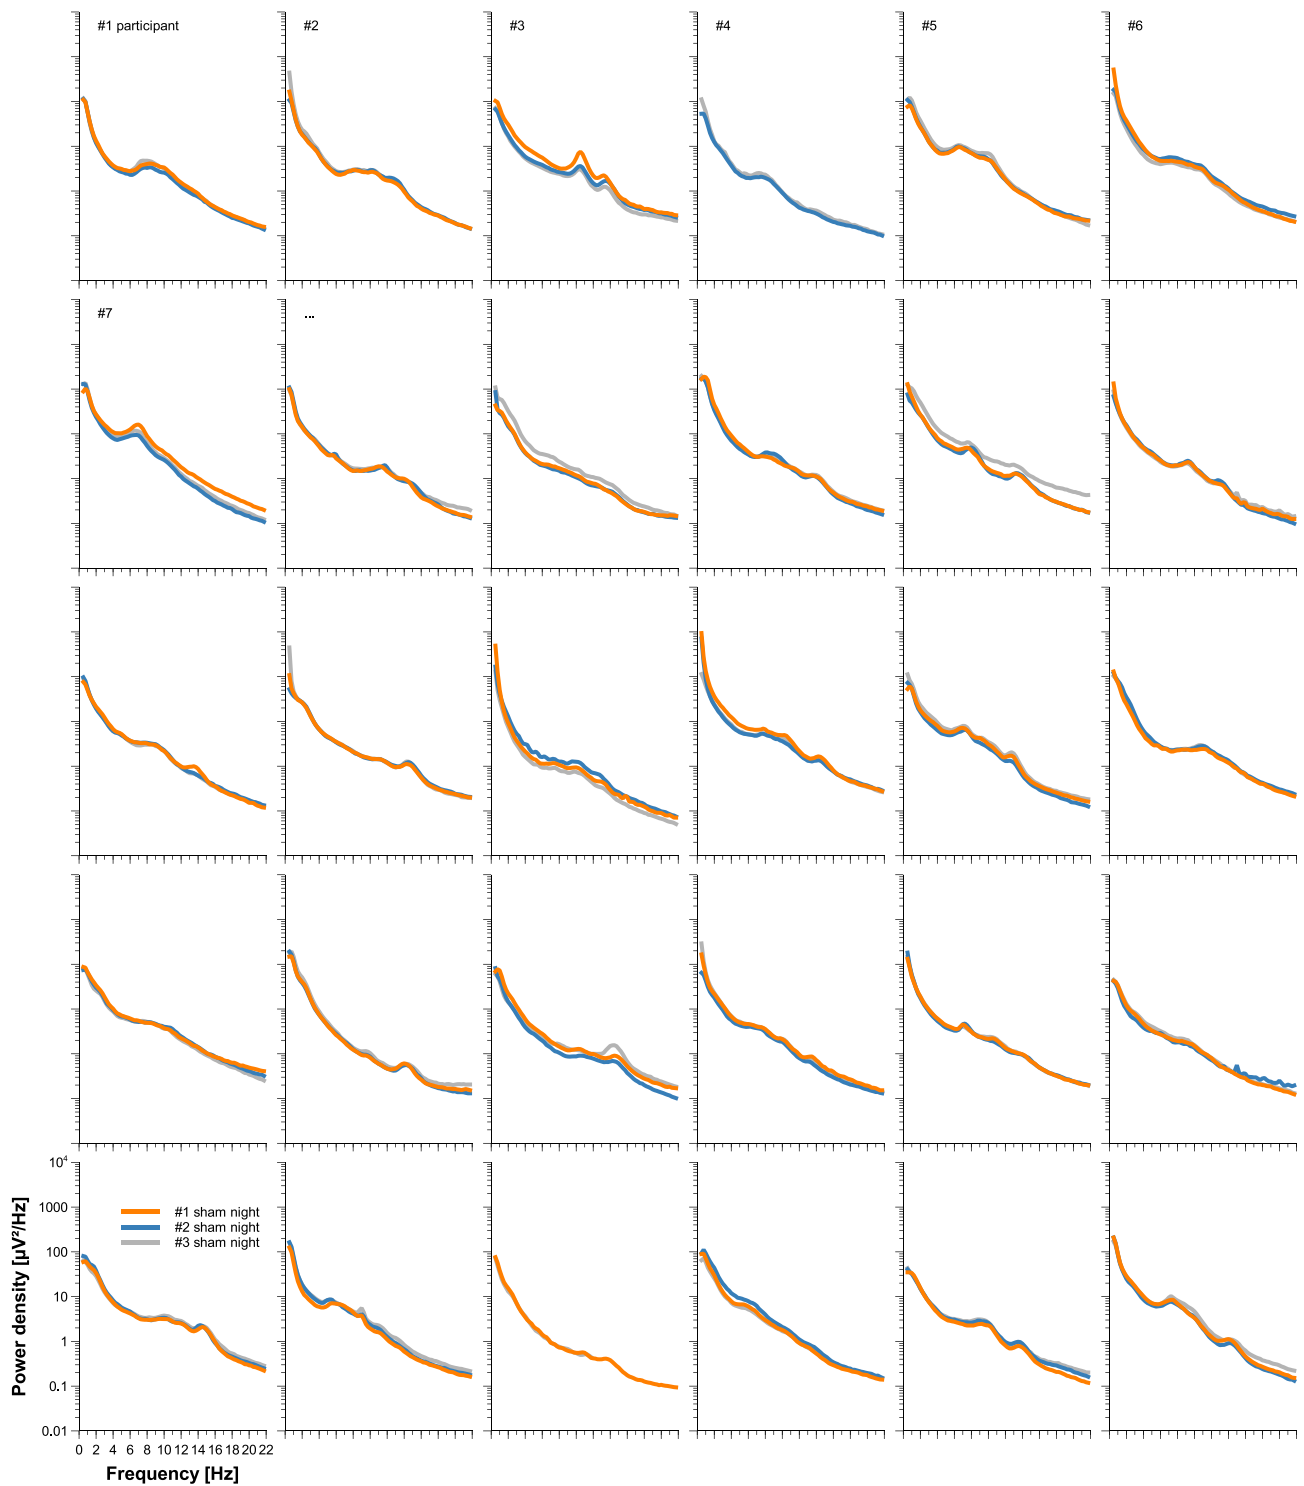 #1 participant
#2
#3
#4
#5
#6
#7
...
10⁴
1000
100
10
1
0.1
0.01
Power density [µV²/Hz]
#1 sham night
#2 sham night
#3 sham night
0 2 4 6 8 10 12 14 16 18 20 22
Frequency [Hz]